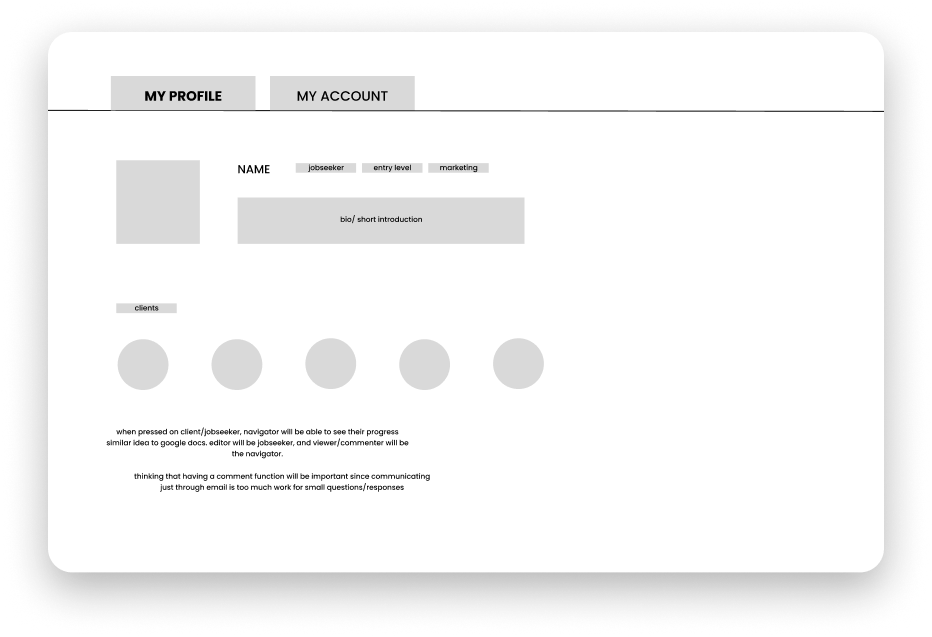 MY PROFILE
MY ACCOUNT
NAME
jobseeker
entry level
marketing
bio/ short introduction
clients
when pressed on client/jobseeker, navigator will be able to see their progress
similar idea to google docs. editor will be jobseeker, and viewer/commenter will be
the navigator.
thinking that having a comment function will be important since communicating
just through email is too much work for small questions/responses